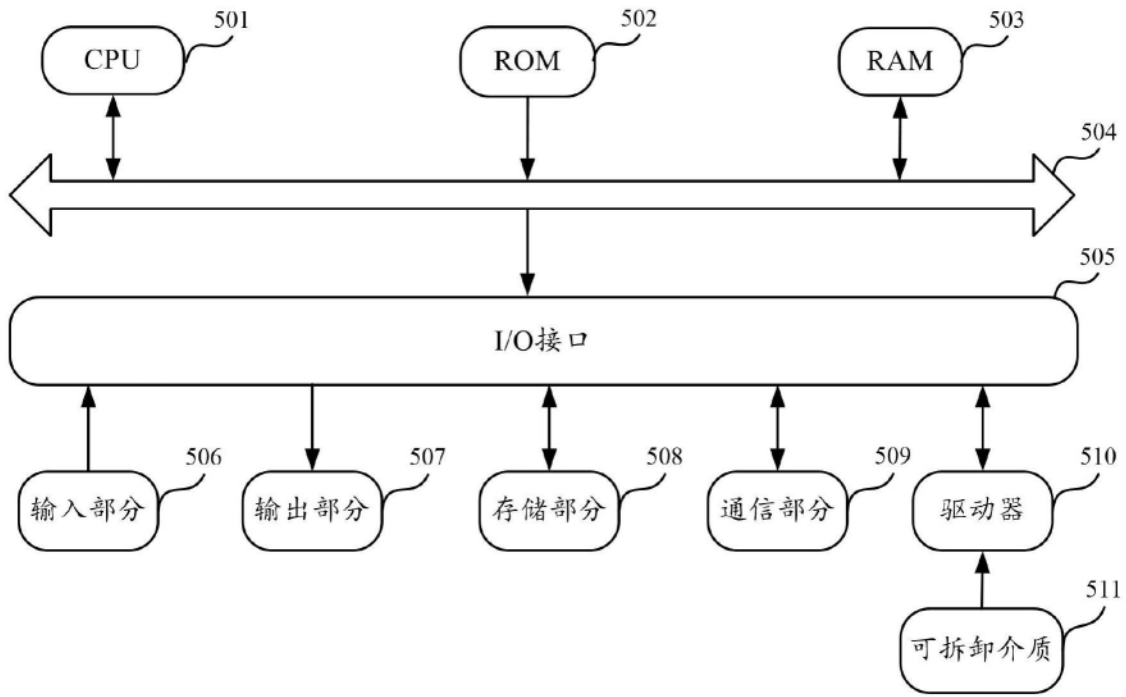 501
502
503
CPU
ROM
RAM
504
505
I/O接口
506
507
508
509
510
输入部分
输出部分
存储部分
通信部分
驱动器
511
可拆卸介质